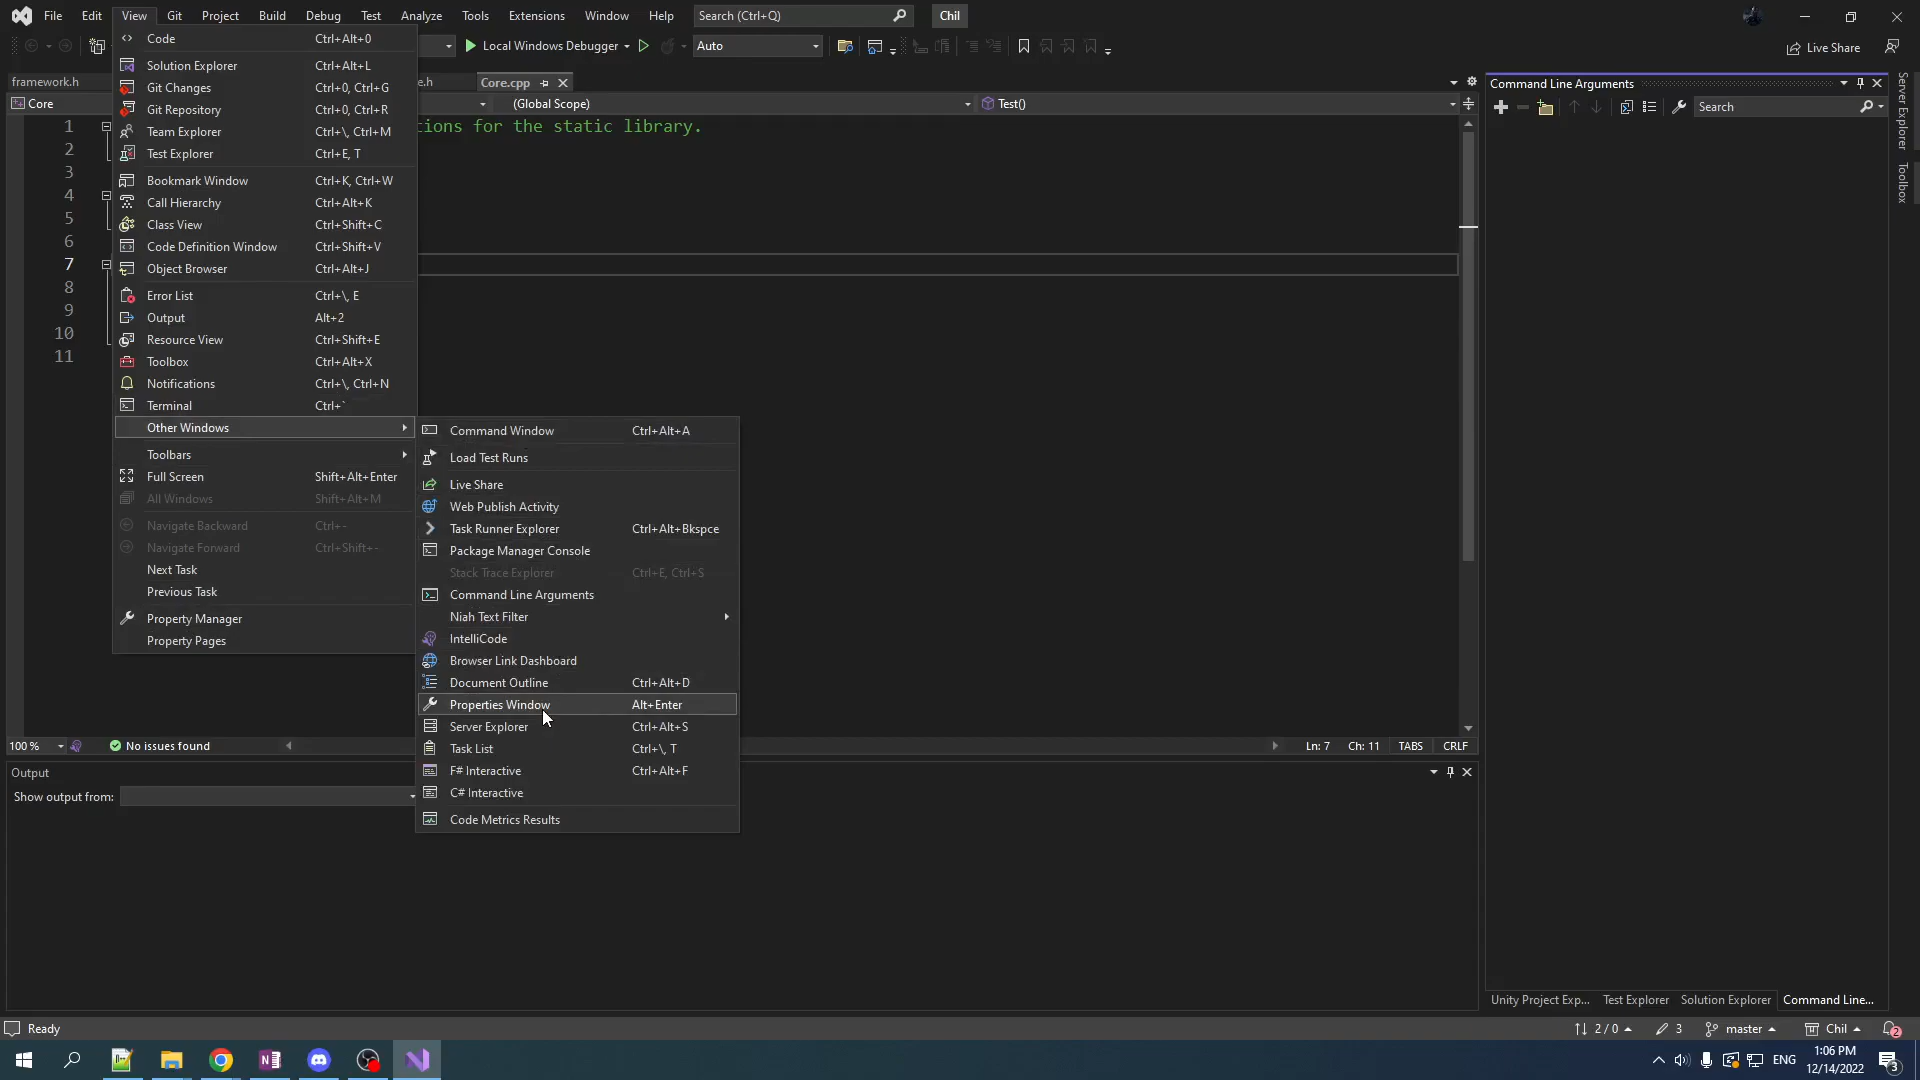 File Edit View Git Project Build Debug Test Analyze Tools Extensions Window Help Search (Ctrl+Q) Chil
Local Windows Debugger Auto Live Share
framework.h e.h Core.cpp
Core (Global Scope) Test()
Code Ctrl+Alt+0
Solution Explorer Ctrl+Alt+L
Git Changes Ctrl+0, Ctrl+G
Git Repository Ctrl+0, Ctrl+R
Team Explorer Ctrl+\, Ctrl+M
Test Explorer Ctrl+E, T
Bookmark Window Ctrl+K, Ctrl+W
Call Hierarchy Ctrl+Alt+K
Class View Ctrl+Shift+C
Code Definition Window Ctrl+Shift+V
Object Browser Ctrl+Alt+J
Error List Ctrl+\, E
Output Alt+2
Resource View Ctrl+Shift+E
Toolbox Ctrl+Alt+X
Notifications Ctrl+\, Ctrl+N
Terminal Ctrl+`
Other Windows
Toolbars
Full Screen Shift+Alt+Enter
All Windows Shift+Alt+M
Navigate Backward Ctrl+-
Navigate Forward Ctrl+Shift+-
Next Task
Previous Task
Property Manager
Property Pages
1
2
3
4
5
6
7
8
9
10
11
tions for the static library.
Command Window Ctrl+Alt+A
Load Test Runs
Live Share
Web Publish Activity
Task Runner Explorer Ctrl+Alt+Bkspce
Package Manager Console
Stack Trace Explorer Ctrl+E, Ctrl+S
Command Line Arguments
Niah Text Filter
IntelliCode
Browser Link Dashboard
Document Outline Ctrl+Alt+D
Properties Window Alt+Enter
Server Explorer Ctrl+Alt+S
Task List Ctrl+\, T
F# Interactive Ctrl+Alt+F
C# Interactive
Code Metrics Results
Command Line Arguments
Search
Server Explorer
Toolbox
100 % No issues found Ln: 7 Ch: 11 TABS CRLF
Output
Show output from:
Unity Project Exp... Test Explorer Solution Explorer Command Line...
Ready 2 / 0 3 master Chil 2
ENG 1:06 PM
12/14/2022 3